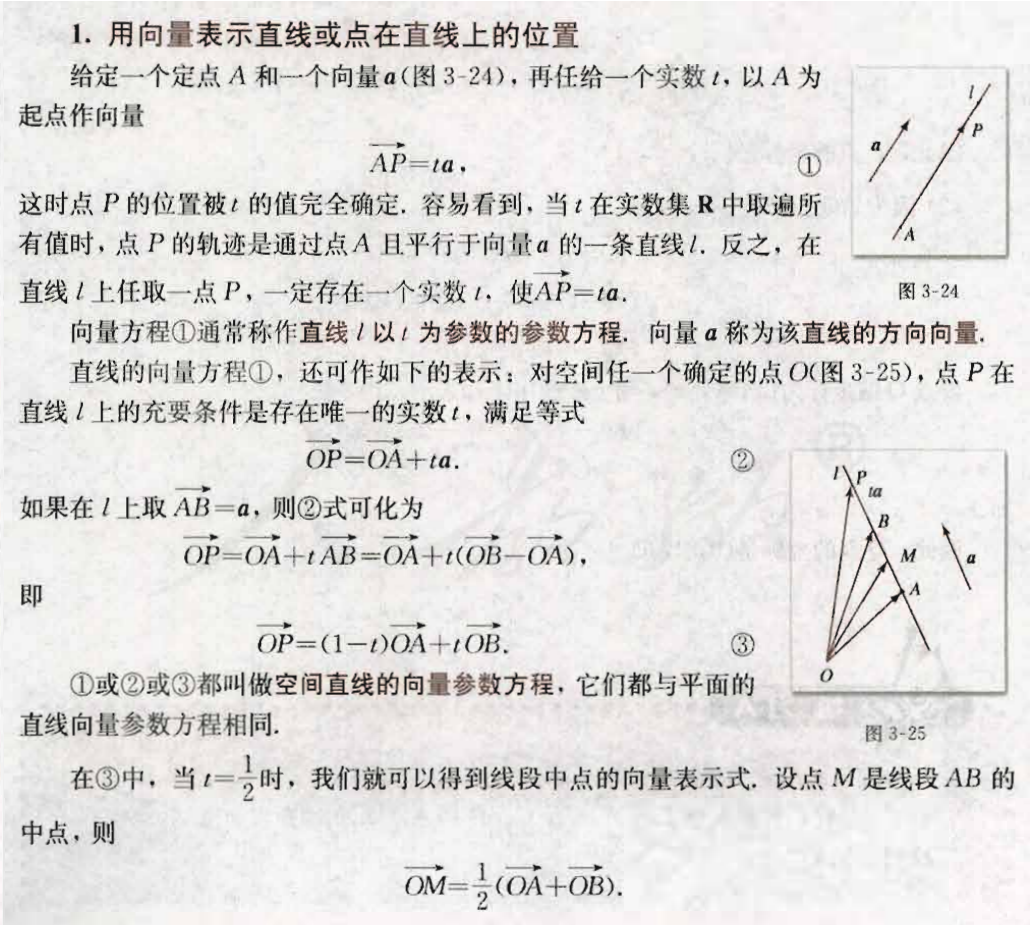 1. 用向量表示直线或点在直线上的位置
给定一个定点 A 和一个向量 a(图 3-24), 再任给一个实数 t, 以 A 为
起点作向量
$\overrightarrow{AP}=t\boldsymbol{a}$, ①
这时点 P 的位置被 t 的值完全确定. 容易看到, 当 t 在实数集 R 中取遍所
有值时, 点 P 的轨迹是通过点 A 且平行于向量 a 的一条直线 l. 反之, 在
直线 l 上任取一点 P, 一定存在一个实数 t, 使$\overrightarrow{AP}=t\boldsymbol{a}$.
l
P
a
A
图 3-24
向量方程①通常称作直线 l 以 t 为参数的参数方程. 向量 a 称为该直线的方向向量.
直线的向量方程①, 还可作如下的表示: 对空间任一个确定的点 O(图 3-25), 点 P 在
直线 l 上的充要条件是存在唯一的实数 t, 满足等式
$\overrightarrow{OP}=\overrightarrow{OA}+t\boldsymbol{a}$. ②
如果在 l 上取 $\overrightarrow{AB}=\boldsymbol{a}$, 则②式可化为
$\overrightarrow{OP}=\overrightarrow{OA}+t\overrightarrow{AB}=\overrightarrow{OA}+t(\overrightarrow{OB}-\overrightarrow{OA})$,
即
$\overrightarrow{OP}=(1-t)\overrightarrow{OA}+t\overrightarrow{OB}$. ③
①或②或③都叫做空间直线的向量参数方程, 它们都与平面的
直线向量参数方程相同.
l
P
ta
B
M
a
A
O
图 3-25
在③中, 当 $t=\frac{1}{2}$时, 我们就可以得到线段中点的向量表示式. 设点 M 是线段 AB 的
中点, 则
$\overrightarrow{OM}=\frac{1}{2}(\overrightarrow{OA}+\overrightarrow{OB})$.